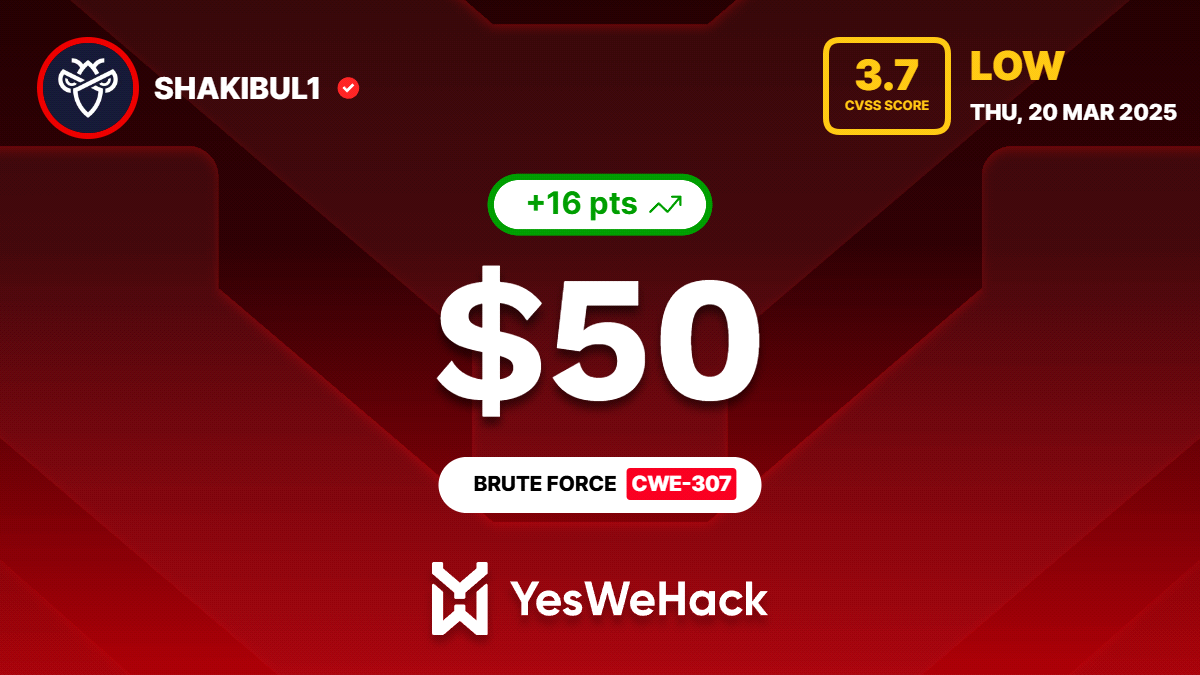 SHAKIBUL1
3.7
CVSS SCORE
LOW
THU, 20 MAR 2025
+16 pts
$50
BRUTE FORCE CWE-307
YesWeHack